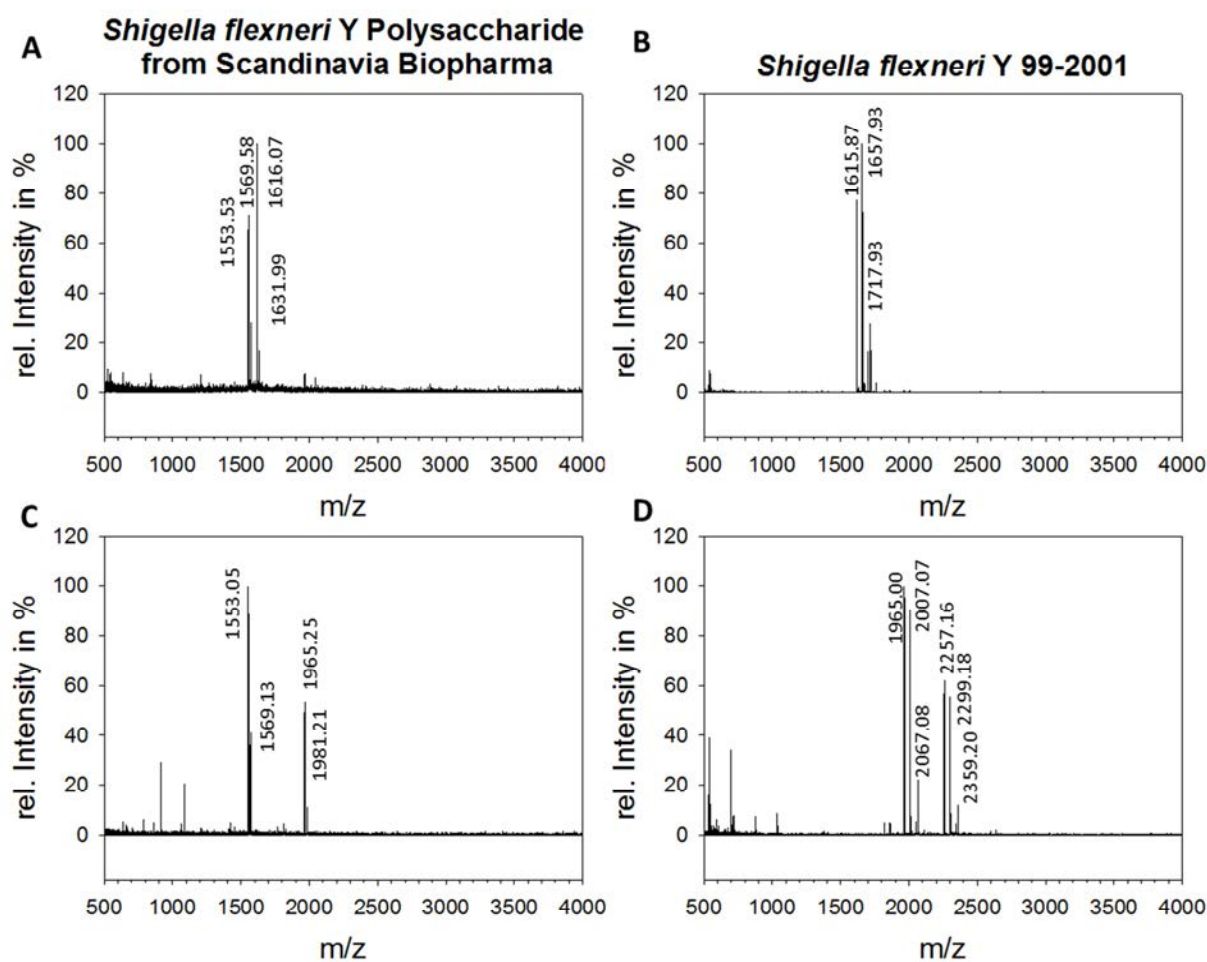 A
Shigella flexneri Y Polysaccharide
from Scandinavia Biopharma
rel. Intensity in %
120
100
80
60
40
20
0
1553.53
1569.58
1616.07
1631.99
500 1000 1500 2000 2500 3000 3500 4000
m/z
B
Shigella flexneri Y 99-2001
rel. Intensity in %
120
100
80
60
40
20
0
1615.87
1657.93
1717.93
500 1000 1500 2000 2500 3000 3500 4000
m/z
C
rel. Intensity in %
120
100
80
60
40
20
0
1553.05
1569.13
1965.25
1981.21
500 1000 1500 2000 2500 3000 3500 4000
m/z
D
rel. Intensity in %
120
100
80
60
40
20
0
1965.00
2007.07
2067.08
2257.16
2299.18
2359.20
500 1000 1500 2000 2500 3000 3500 4000
m/z